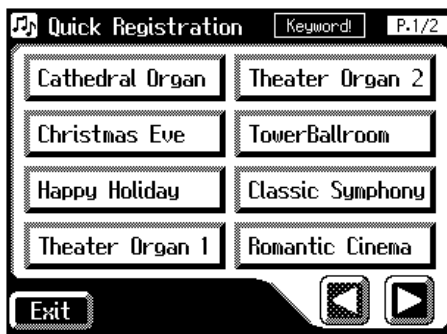 Quick Registration Keyword! P.1/2
Cathedral Organ Theater Organ 2
Christmas Eve TowerBallroom
Happy Holiday Classic Symphony
Theater Organ 1 Romantic Cinema
Exit